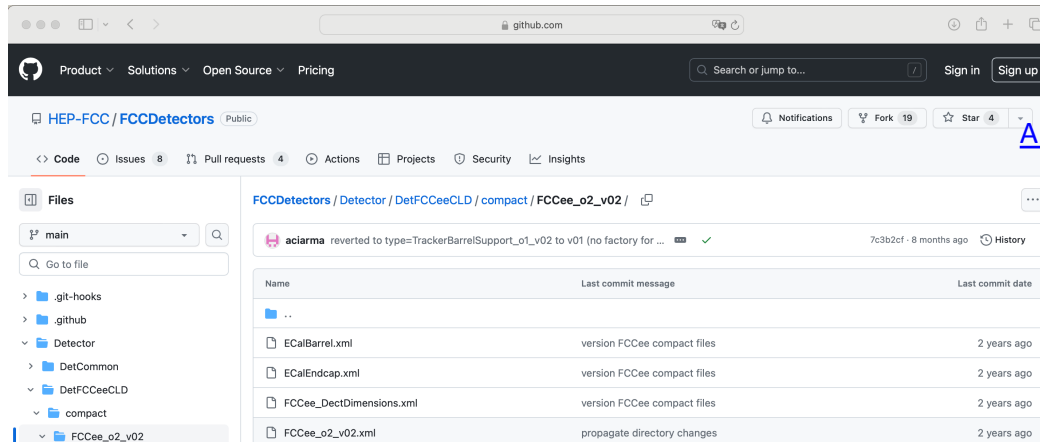 github.com
Product Solutions Open Source Pricing Search or jump to... / Sign in Sign up
HEP-FCC / FCCDetectors Public Notifications Fork 19 Star 4
A
Code Issues 8 Pull requests 4 Actions Projects Security Insights
Files
FCCDetectors / Detector / DetFCCeeCLD / compact / FCCee_o2_v02 /
main
aciarma reverted to type=TrackerBarrelSupport_o1_v02 to v01 (no factory for ... 7c3b2cf · 8 months ago History
Go to file
Name Last commit message Last commit date
.git-hooks
..
.github
Detector
ECalBarrel.xml version FCCee compact files 2 years ago
DetCommon
ECalEndcap.xml version FCCee compact files 2 years ago
DetFCCeeCLD
FCCee_DectDimensions.xml version FCCee compact files 2 years ago
compact
FCCee_o2_v02
FCCee_o2_v02.xml propagate directory changes 2 years ago